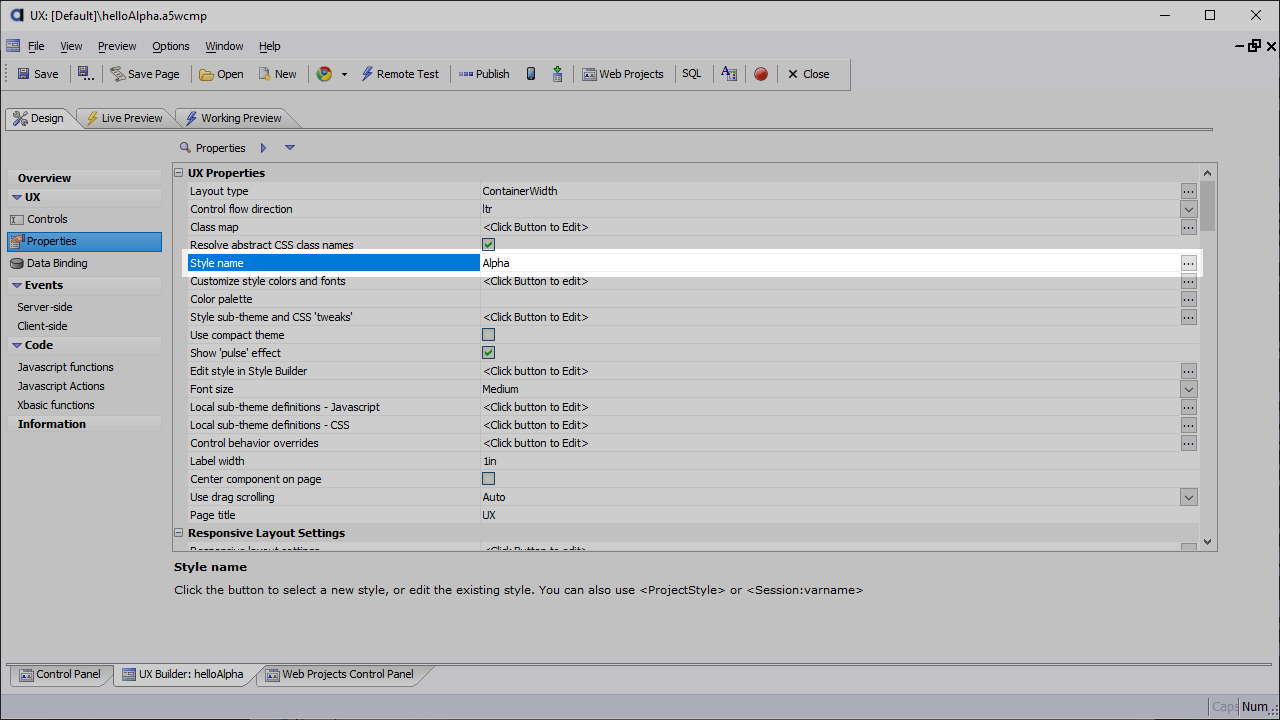 UX: [Default]\helloAlpha.a5wcmp
File View Preview Options Window Help
Save Save Page Open New Remote Test Publish Web Projects SQL Close
Design Live Preview Working Preview
Properties
Overview
UX
Controls
Properties
Data Binding
Events
Server-side
Client-side
Code
Javascript functions
Javascript Actions
Xbasic functions
Information
UX Properties
Layout type ContainerWidth
Control flow direction ltr
Class map <Click Button to Edit>
Resolve abstract CSS class names
Style name Alpha
Customize style colors and fonts <Click Button to edit>
Color palette
Style sub-theme and CSS 'tweaks' <Click Button to Edit>
Use compact theme
Show 'pulse' effect
Edit style in Style Builder <Click button to Edit>
Font size Medium
Local sub-theme definitions - Javascript <Click button to Edit>
Local sub-theme definitions - CSS <Click button to Edit>
Control behavior overrides <Click button to Edit>
Label width 1in
Center component on page
Use drag scrolling Auto
Page title UX
Responsive Layout Settings
Responsive layout settings <Click Button to edit>
Style name
Click the button to select a new style, or edit the existing style. You can also use <ProjectStyle> or <Session:varname>
Control Panel UX Builder: helloAlpha Web Projects Control Panel
Caps Num